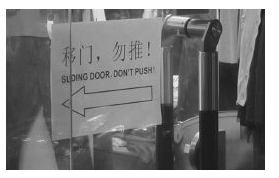 移门，勿推！
SLIDING DOOR. DON'T PUSH!